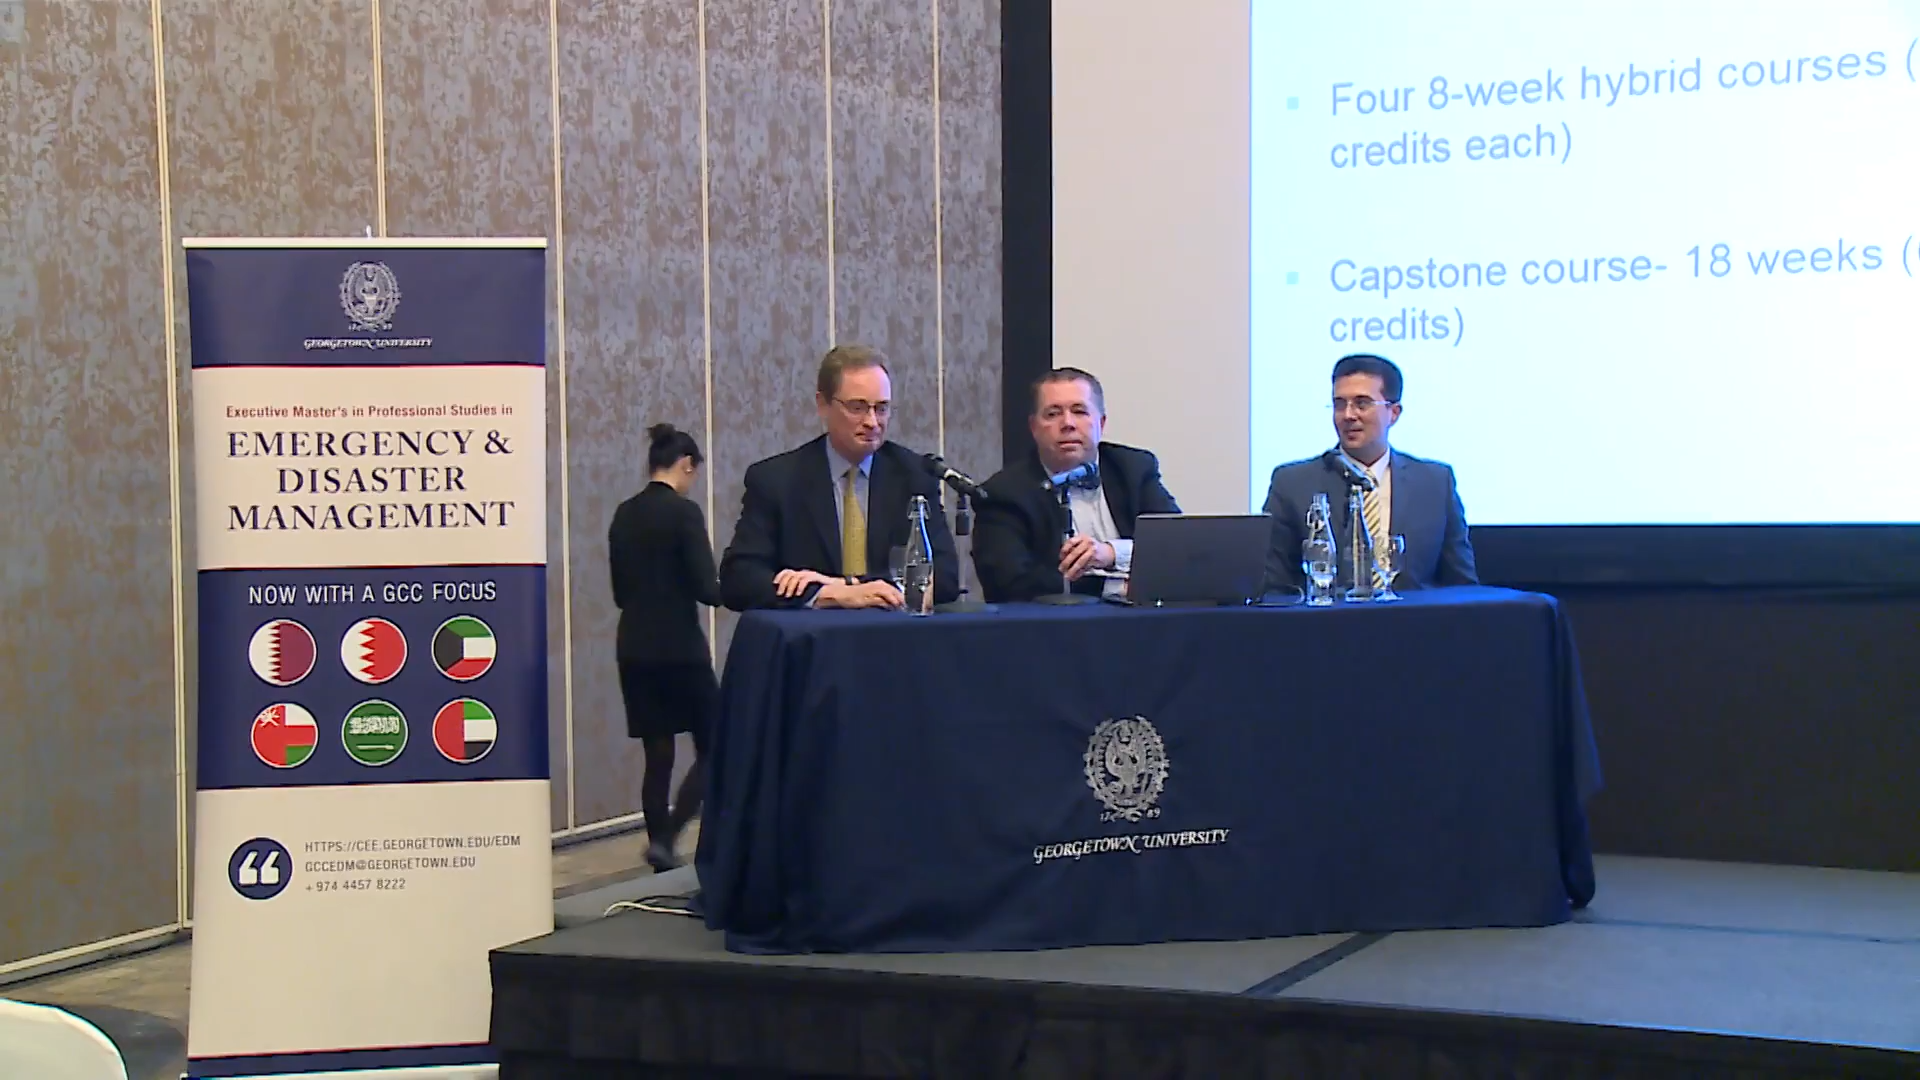 GEORGETOWN UNIVERSITY
Executive Master's in Professional Studies in
EMERGENCY &
DISASTER
MANAGEMENT
NOW WITH A GCC FOCUS
HTTPS://CEE.GEORGETOWN.EDU/EDM
GCCEDM@GEORGETOWN.EDU
+ 974 4457 8222
Four 8-week hybrid courses (
credits each)
Capstone course- 18 weeks (
credits)
17 89
GEORGETOWN UNIVERSITY